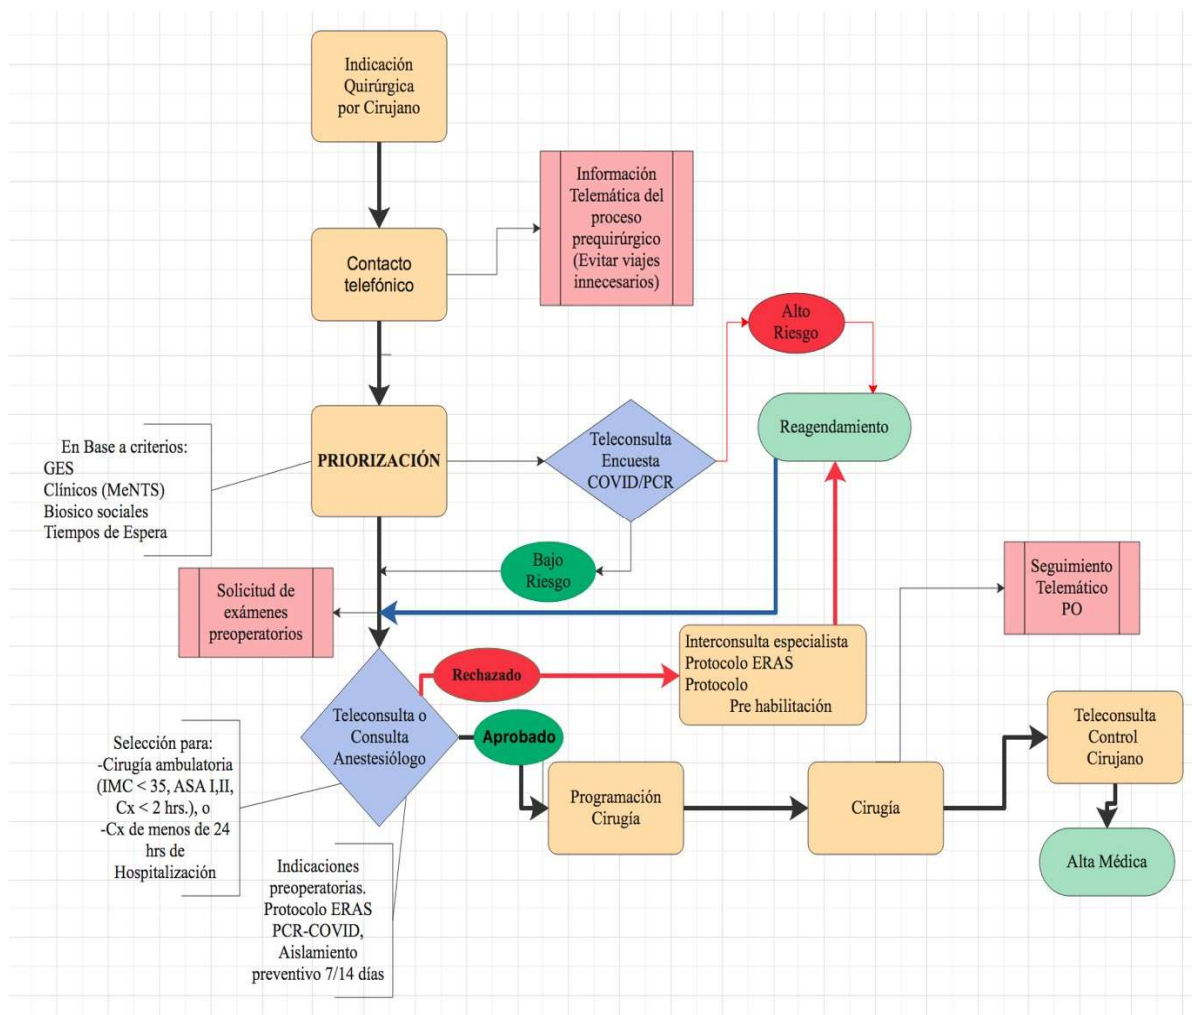 Indicación
Quirúrgica
por Cirujano
Información
Telemática del
proceso
prequirúrgico
(Evitar viajes
innecesarios)
Contacto
telefónico
Alto
Riesgo
Reagendamiento
Teleconsulta
Encuesta
COVID/PCR
PRIORIZACIÓN
En Base a criterios:
GES
Clínicos (MeNTS)
Biosico sociales
Tiempos de Espera
Bajo
Riesgo
Solicitud de
exámenes
preoperatorios
Seguimiento
Telemático
PO
Interconsulta especialista
Protocolo ERAS
Protocolo
Pre habilitación
Rechazado
Teleconsulta o
Consulta
Anestesiólogo
Aprobado
Selección para:
-Cirugía ambulatoria
(IMC < 35, ASA I,II,
Cx < 2 hrs.), o
-Cx de menos de 24
hrs de
Hospitalización
Programación
Cirugía
Cirugía
Teleconsulta
Control
Cirujano
Alta Médica
Indicaciones
preoperatorias.
Protocolo ERAS
PCR-COVID,
Aislamiento
preventivo 7/14 días